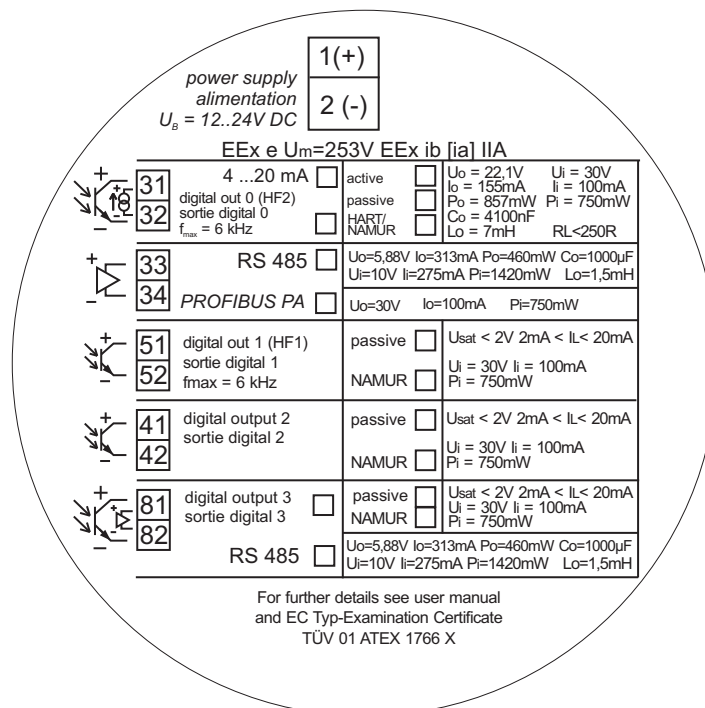 1(+)
power supply
alimentation
U_B = 12..24V DC
2 (-)
EEx e Um=253V EEx ib [ia] IIA
+
31
32
–
4 ...20 mA
digital out 0 (HF2)
sortie digital 0
f_max = 6 kHz
active
passive
HART/
NAMUR
Uo = 22,1V Ui = 30V
Io = 155mA Ii = 100mA
Po = 857mW Pi = 750mW
Co = 4100nF
Lo = 7mH RL<250R
+
33
34
–
RS 485
PROFIBUS PA
Uo=5,88V Io=313mA Po=460mW Co=1000µF
Ui=10V Ii=275mA Pi=1420mW Lo=1,5mH
Uo=30V Io=100mA Pi=750mW
+
51
52
–
digital out 1 (HF1)
sortie digital 1
fmax = 6 kHz
passive
NAMUR
Usat < 2V 2mA < IL< 20mA
Ui = 30V Ii = 100mA
Pi = 750mW
+
41
42
–
digital output 2
sortie digital 2
passive
NAMUR
Usat < 2V 2mA < IL< 20mA
Ui = 30V Ii = 100mA
Pi = 750mW
+
81
82
–
digital output 3
sortie digital 3
RS 485
passive
NAMUR
Usat < 2V 2mA < IL< 20mA
Ui = 30V Ii = 100mA
Pi = 750mW
Uo=5,88V Io=313mA Po=460mW Co=1000µF
Ui=10V Ii=275mA Pi=1420mW Lo=1,5mH
For further details see user manual
and EC Typ-Examination Certificate
TÜV 01 ATEX 1766 X